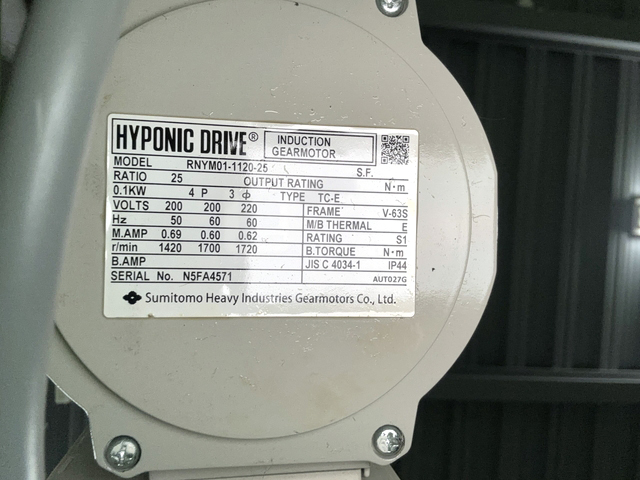 HYPONIC DRIVE® INDUCTION GEARMOTOR
MODEL RNYM01-1120-25 S.F.
RATIO 25 OUTPUT RATING N・m
0.1KW 4 P 3 ϕ TYPE TC-E
VOLTS 200 200 220 FRAME V-63S
Hz 50 60 60 M/B THERMAL E
M.AMP 0.69 0.60 0.62 RATING S1
r/min 1420 1700 1720 B.TORQUE N・m
B.AMP JIS C 4034-1 IP44
SERIAL No. N5FA4571 AUT027G
Sumitomo Heavy Industries Gearmotors Co., Ltd.